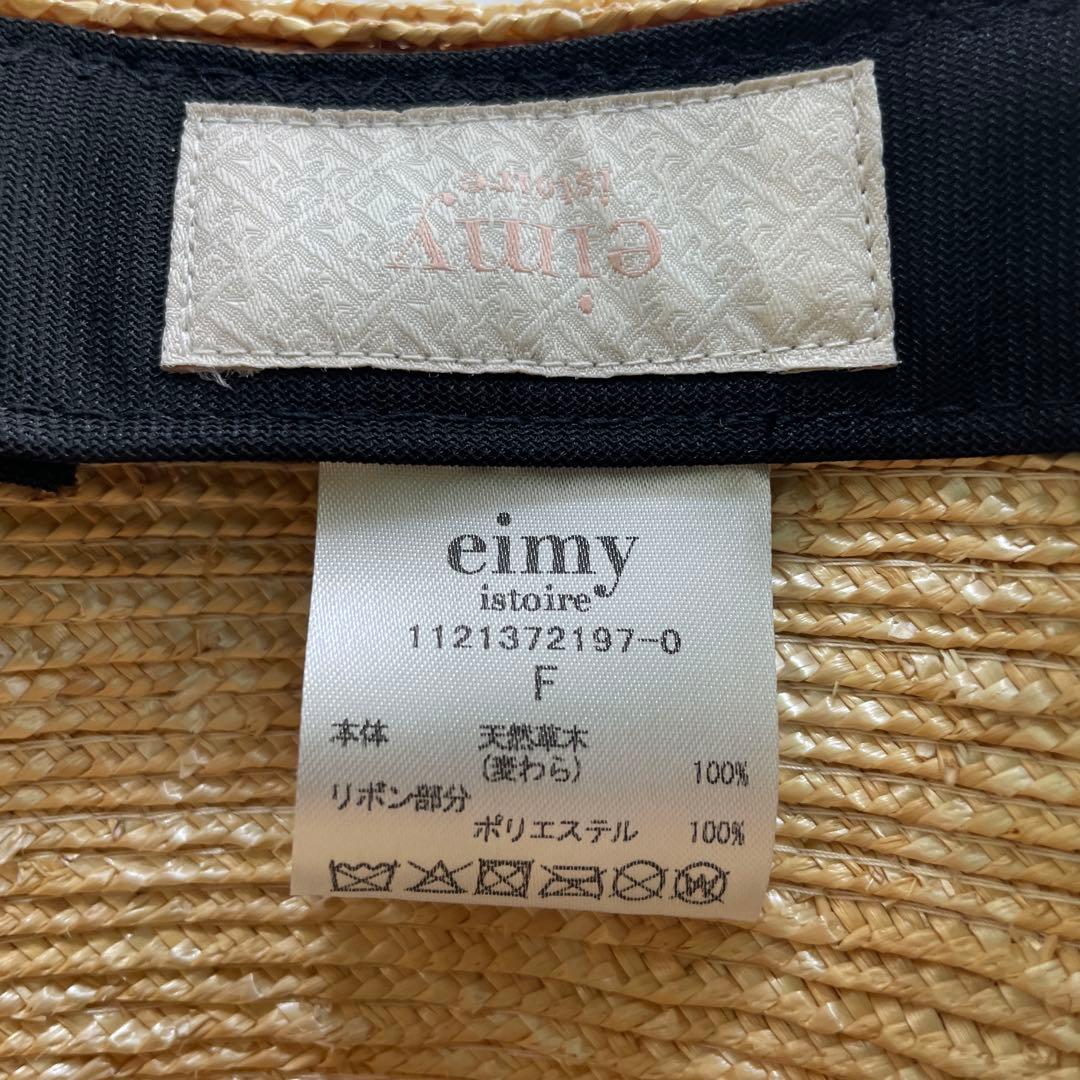 eimy
istoire
eimy
istoire
1121372197-0
F
本体 天然草木
(麦わら) 100%
リボン部分
ポリエステル 100%